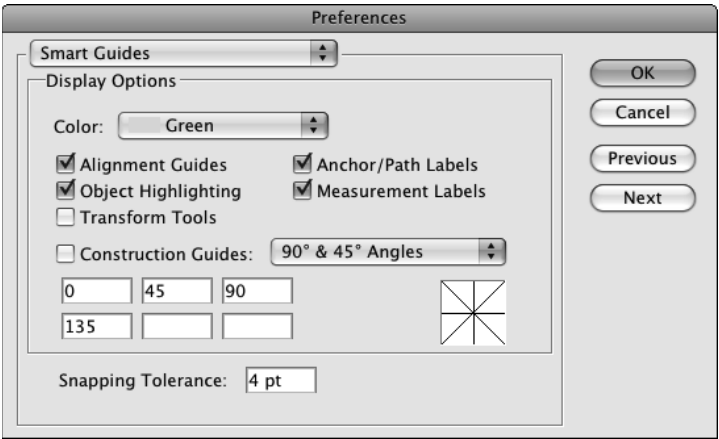 Preferences
Smart Guides
Display Options
Color: Green
Alignment Guides Anchor/Path Labels
Object Highlighting Measurement Labels
Transform Tools
Construction Guides: 90° & 45° Angles
0 45 90
135
Snapping Tolerance: 4 pt
OK
Cancel
Previous
Next